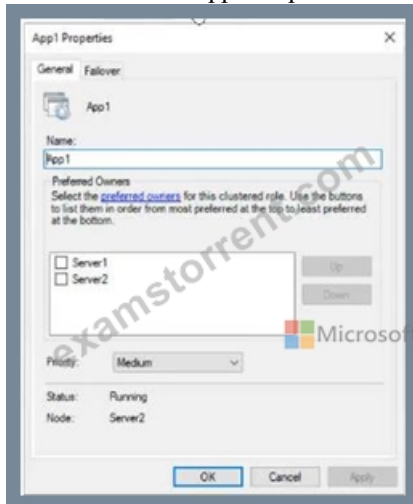 App1 Properties
General Failover
App1
Name:
App1
Preferred Owners
Select the preferred owners for this clustered role. Use the buttons
to list them in order from most preferred at the top to least preferred
at the bottom.
Server1
Server2
Up
Down
examstorrent.com
Microsof
Priority: Medium
Status: Running
Node: Server2
OK Cancel Apply